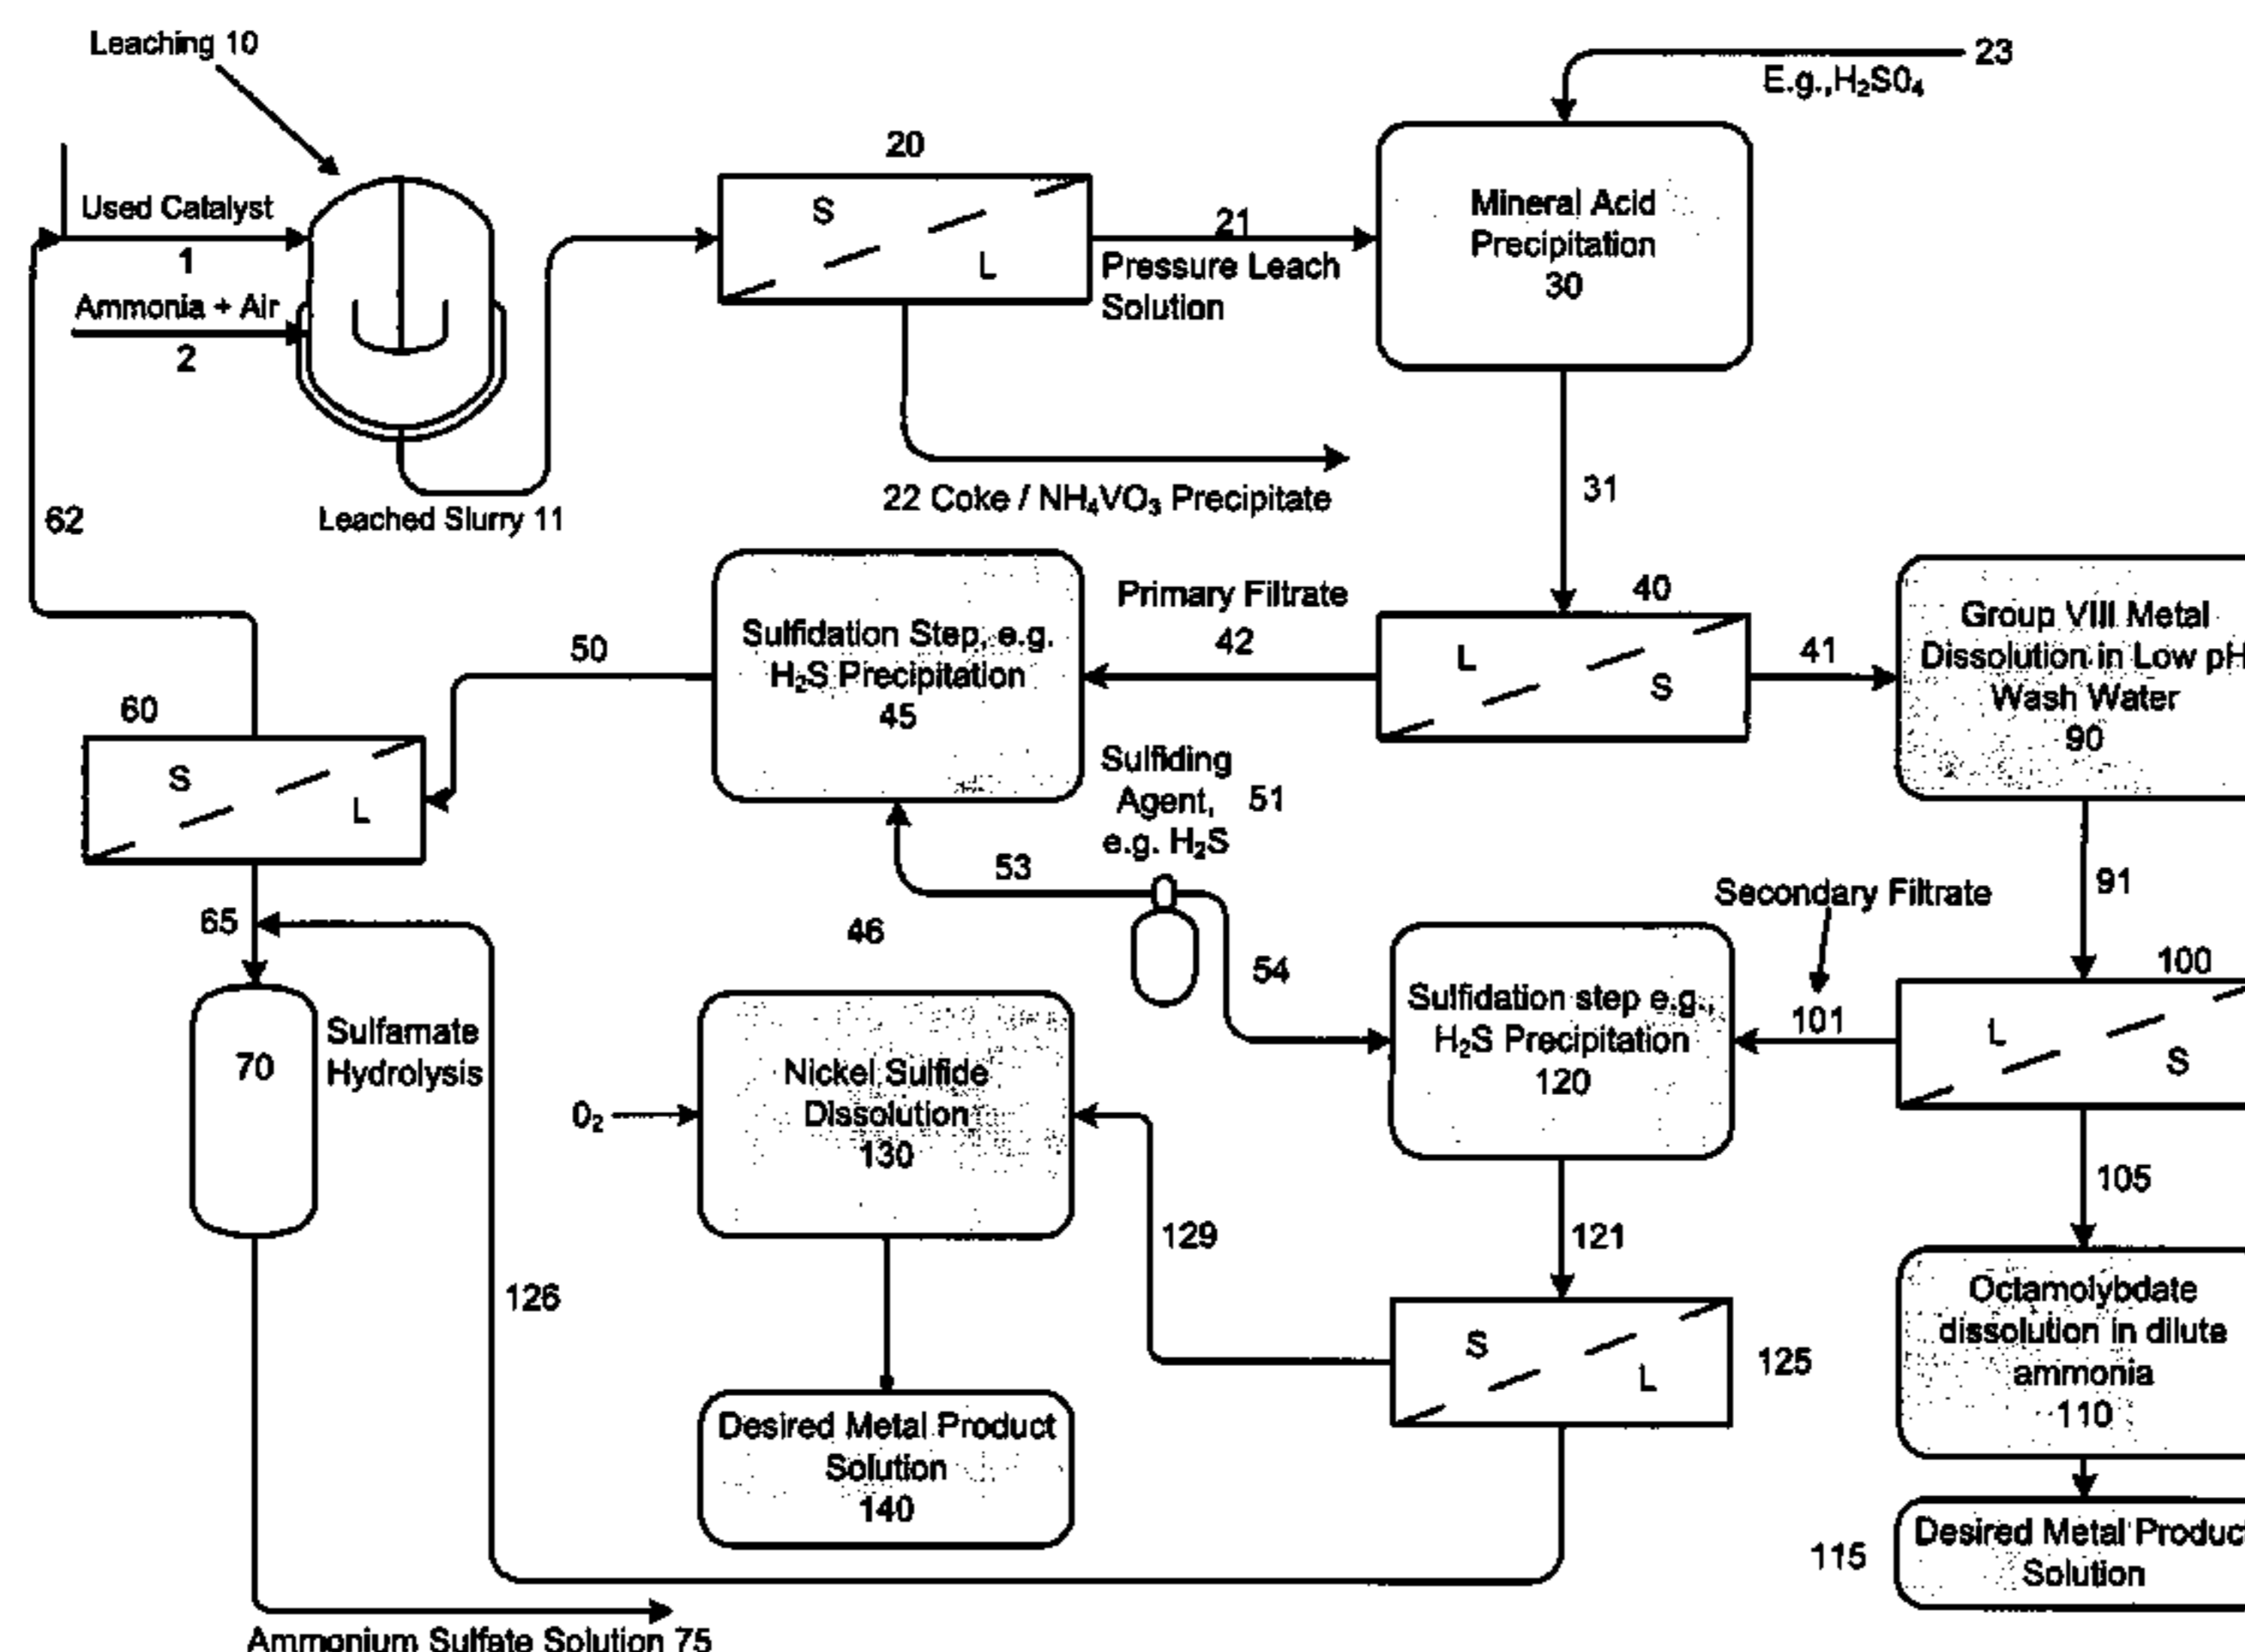 Leaching 10
23
E.g.,H₂S0₄
20
Used Catalyst
1
Ammonia + Air
2
S
L
21
Pressure Leach
Solution
Mineral Acid
Precipitation
30
22 Coke / NH₄VO₃ Precipitate
Leached Slurry 11
62
31
Sulfidation Step, e.g.
H₂S Precipitation
45
Primary Filtrate
42
40
L
S
41
Group VIII Metal
Dissolution in Low pH
Wash Water
90
50
60
S
L
Sulfiding
Agent,
e.g. H₂S
51
53
54
46
65
70
Sulfamate
Hydrolysis
Secondary Filtrate
91
100
101
L
S
Sulfidation step e.g.,
H₂S Precipitation
120
0₂
Nickel Sulfide
Dissolution
130
129
121
105
126
S
L
125
Octamolybdate
dissolution in dilute
ammonia
110
Desired Metal Product
Solution
140
115
Desired Metal Product
Solution
Ammonium Sulfate Solution 75